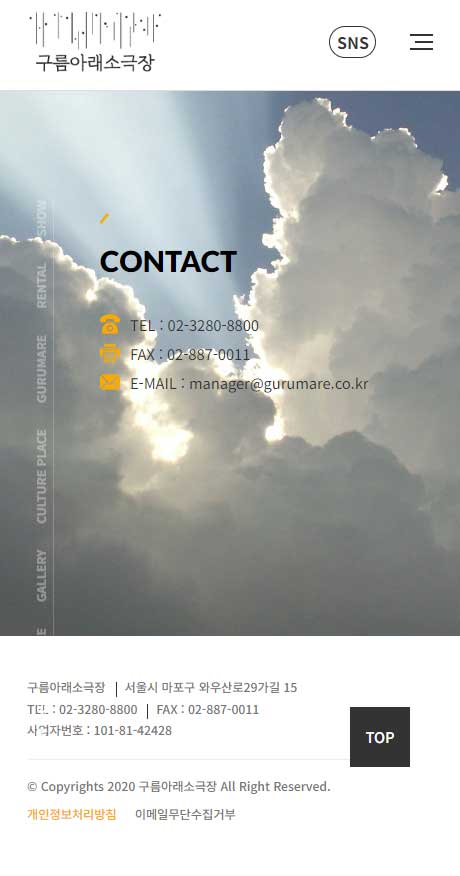 구름아래소극장
SNS
SHOW
RENTAL
GURUMARE
CULTURE PLACE
GALLERY
CONTACT
TEL : 02-3280-8800
FAX : 02-887-0011
E-MAIL : manager@gurumare.co.kr
구름아래소극장 | 서울시 마포구 와우산로29가길 15
TEL : 02-3280-8800 | FAX : 02-887-0011
사업자번호 : 101-81-42428
TOP
© Copyrights 2020 구름아래소극장 All Right Reserved.
개인정보처리방침 이메일무단수집거부